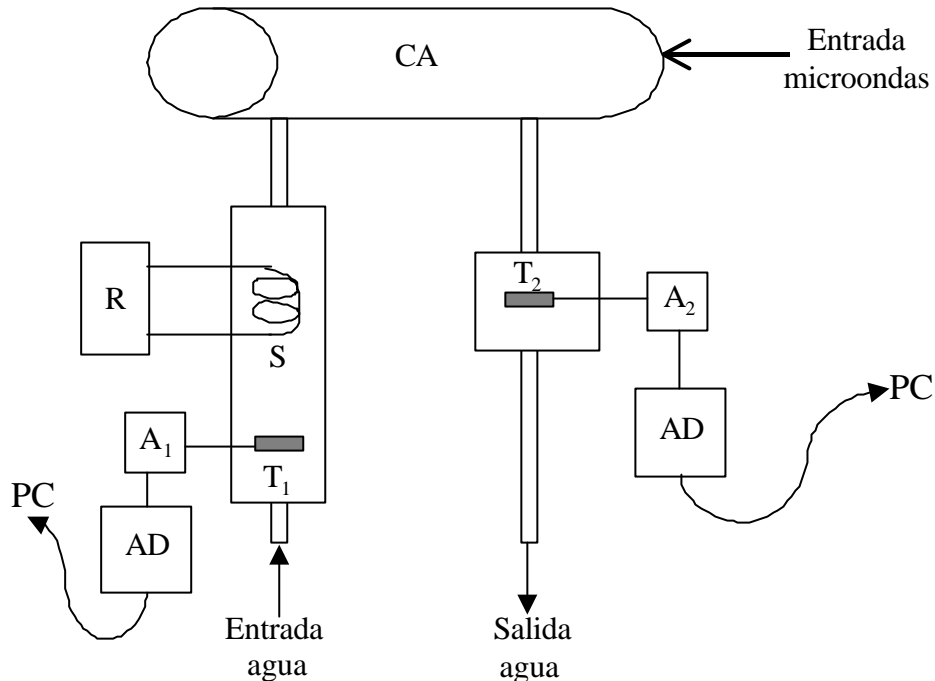 CA
Entrada
microondas
R
S
T2
A2
A1
T1
PC
AD
AD
PC
Entrada
agua
Salida
agua